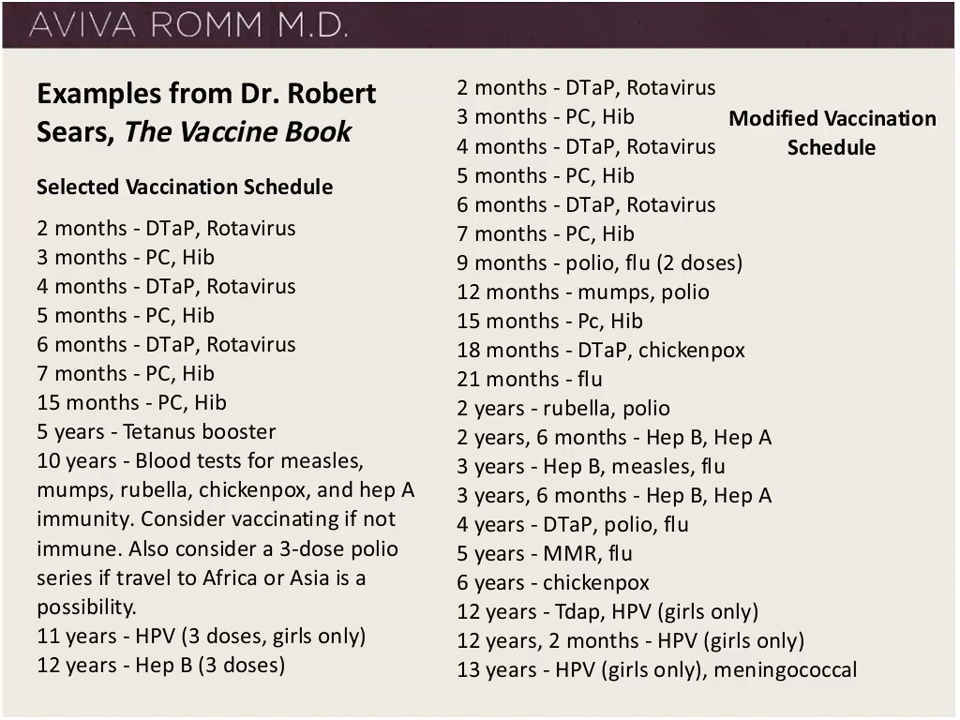 AVIVA ROMM M.D.
Examples from Dr. Robert
Sears, The Vaccine Book
Selected Vaccination Schedule
2 months - DTaP, Rotavirus
3 months - PC, Hib
4 months - DTaP, Rotavirus
5 months - PC, Hib
6 months - DTaP, Rotavirus
7 months - PC, Hib
15 months - PC, Hib
5 years - Tetanus booster
10 years - Blood tests for measles,
mumps, rubella, chickenpox, and hep A
immunity. Consider vaccinating if not
immune. Also consider a 3-dose polio
series if travel to Africa or Asia is a
possibility.
11 years - HPV (3 doses, girls only)
12 years - Hep B (3 doses)
Modified Vaccination
Schedule
2 months - DTaP, Rotavirus
3 months - PC, Hib
4 months - DTaP, Rotavirus
5 months - PC, Hib
6 months - DTaP, Rotavirus
7 months - PC, Hib
9 months - polio, flu (2 doses)
12 months - mumps, polio
15 months - Pc, Hib
18 months - DTaP, chickenpox
21 months - flu
2 years - rubella, polio
2 years, 6 months - Hep B, Hep A
3 years - Hep B, measles, flu
3 years, 6 months - Hep B, Hep A
4 years - DTaP, polio, flu
5 years - MMR, flu
6 years - chickenpox
12 years - Tdap, HPV (girls only)
12 years, 2 months - HPV (girls only)
13 years - HPV (girls only), meningococcal